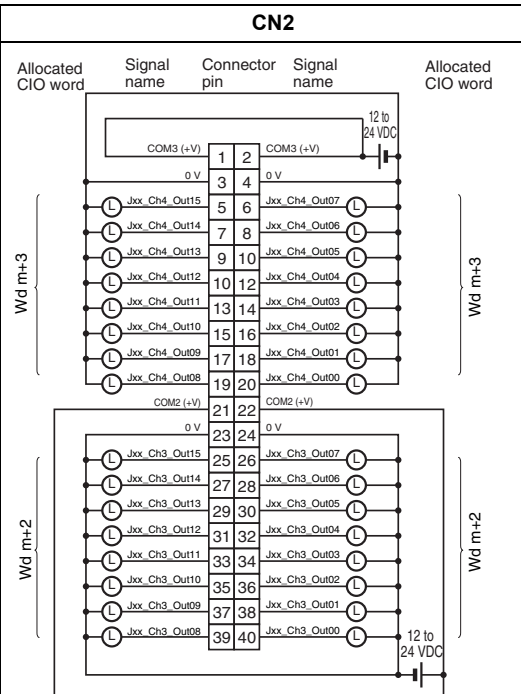 CN2
Allocated CIO word Signal name Connector pin Signal name Allocated CIO word
12 to 24 VDC
COM3 (+V) 1 2 COM3 (+V)
0 V 3 4 0 V
Wd m+3
Wd m+3
L Jxx_Ch4_Out15 5 6 Jxx_Ch4_Out07 L
L Jxx_Ch4_Out14 7 8 Jxx_Ch4_Out06 L
L Jxx_Ch4_Out13 9 10 Jxx_Ch4_Out05 L
L Jxx_Ch4_Out12 10 12 Jxx_Ch4_Out04 L
L Jxx_Ch4_Out11 13 14 Jxx_Ch4_Out03 L
L Jxx_Ch4_Out10 15 16 Jxx_Ch4_Out02 L
L Jxx_Ch4_Out09 17 18 Jxx_Ch4_Out01 L
L Jxx_Ch4_Out08 19 20 Jxx_Ch4_Out00 L
COM2 (+V) 21 22 COM2 (+V)
0 V 23 24 0 V
Wd m+2
Wd m+2
L Jxx_Ch3_Out15 25 26 Jxx_Ch3_Out07 L
L Jxx_Ch3_Out14 27 28 Jxx_Ch3_Out06 L
L Jxx_Ch3_Out13 29 30 Jxx_Ch3_Out05 L
L Jxx_Ch3_Out12 31 32 Jxx_Ch3_Out04 L
L Jxx_Ch3_Out11 33 34 Jxx_Ch3_Out03 L
L Jxx_Ch3_Out10 35 36 Jxx_Ch3_Out02 L
L Jxx_Ch3_Out09 37 38 Jxx_Ch3_Out01 L
L Jxx_Ch3_Out08 39 40 Jxx_Ch3_Out00 L
12 to 24 VDC